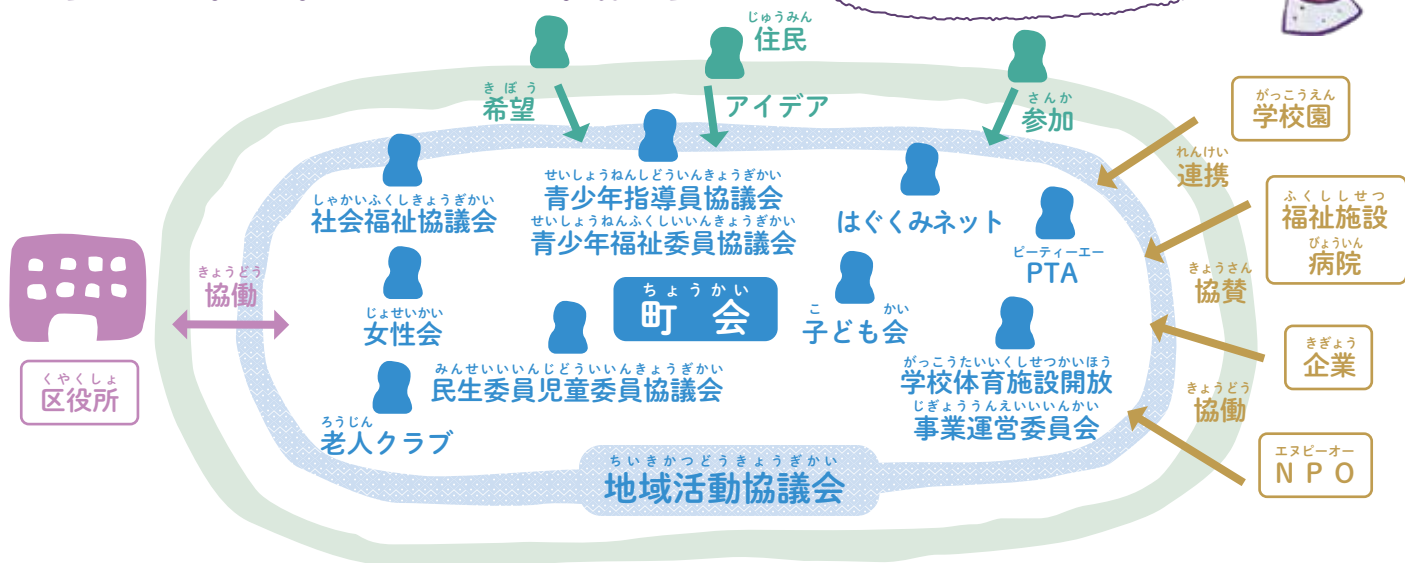 じゅうみん
住民
きぼう
希望
アイデア
さんか
参加
がっこうえん
学校園
れんけい
連携
ふくししせつ
福祉施設
びょういん
病院
きょうさん
協賛
きぎょう
企業
きょうどう
協働
エヌピーオー
NPO
しゃかいふくしきょうぎかい
社会福祉協議会
せいしょうねんしどういんきょうぎかい
青少年指導員協議会
せいしょうねんふくしいいんきょうぎかい
青少年福祉委員協議会
はぐくみネット
ピーティーエー
PTA
きょうどう
協働
くやくしょ
区役所
じょせいかい
女性会
ちょうかい
町会
こ かい
子ども会
みんせいいいんじどういいんきょうぎかい
民生委員児童委員協議会
がっこうたいいくしせつかいほう
学校体育施設開放
じぎょううんえいいいんかい
事業運営委員会
ろうじん
老人クラブ
ちいきかつどうきょうぎかい
地域活動協議会